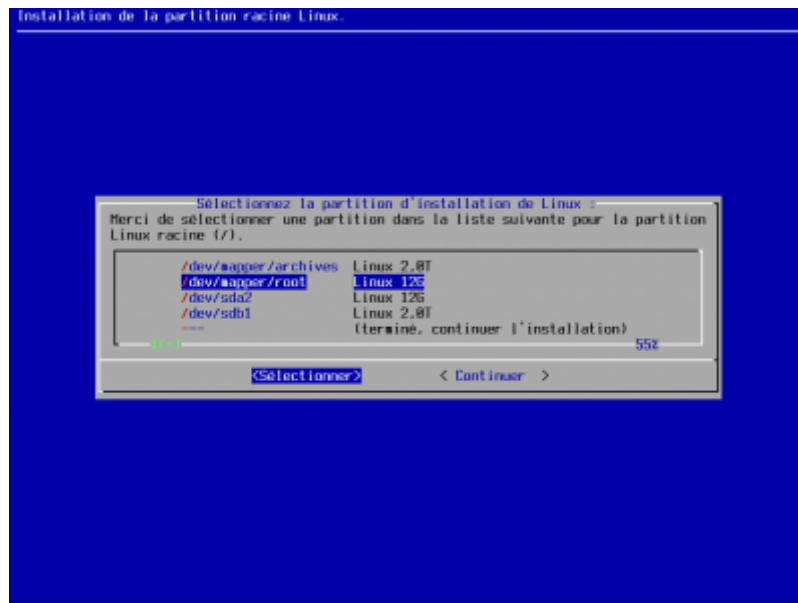 Installation de la partition racine Linux.
Sélectionnez la partition d'installation de Linux :
Merci de sélectionner une partition dans la liste suivante pour la partition
Linux racine (/).
/dev/mapper/archives Linux 2.0T
/dev/mapper/root Linux 12G
/dev/sda2 Linux 12G
/dev/sdb1 Linux 2.0T
--- (terminé, continuer l'installation)
↓(+) 55%
<Sélectionner> < Continuer >